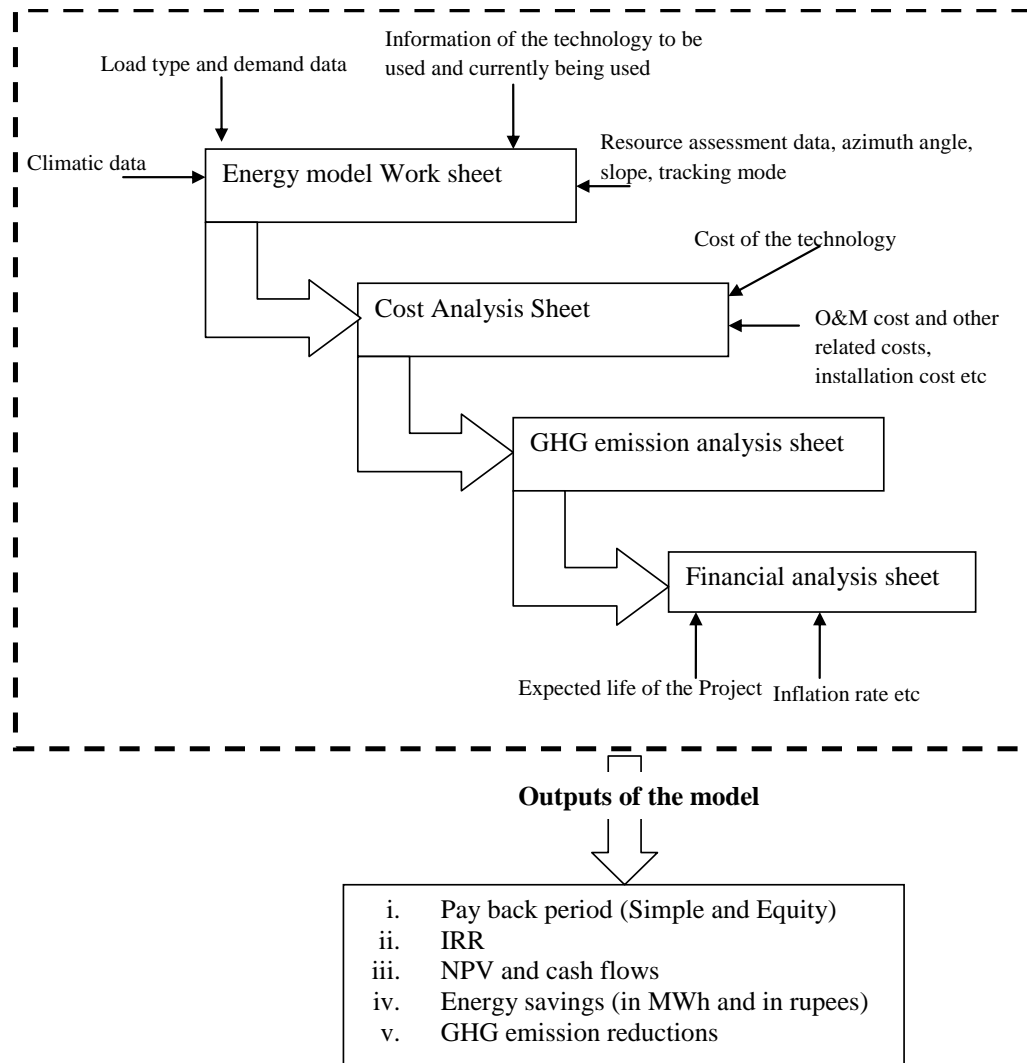 Information of the technology to be
used and currently being used
Load type and demand data
Climatic data
Energy model Work sheet
Resource assessment data, azimuth angle,
slope, tracking mode
Cost of the technology
Cost Analysis Sheet
O&M cost and other
related costs,
installation cost etc
GHG emission analysis sheet
Financial analysis sheet
Expected life of the Project
Inflation rate etc
Outputs of the model
i. Pay back period (Simple and Equity)
ii. IRR
iii. NPV and cash flows
iv. Energy savings (in MWh and in rupees)
v. GHG emission reductions